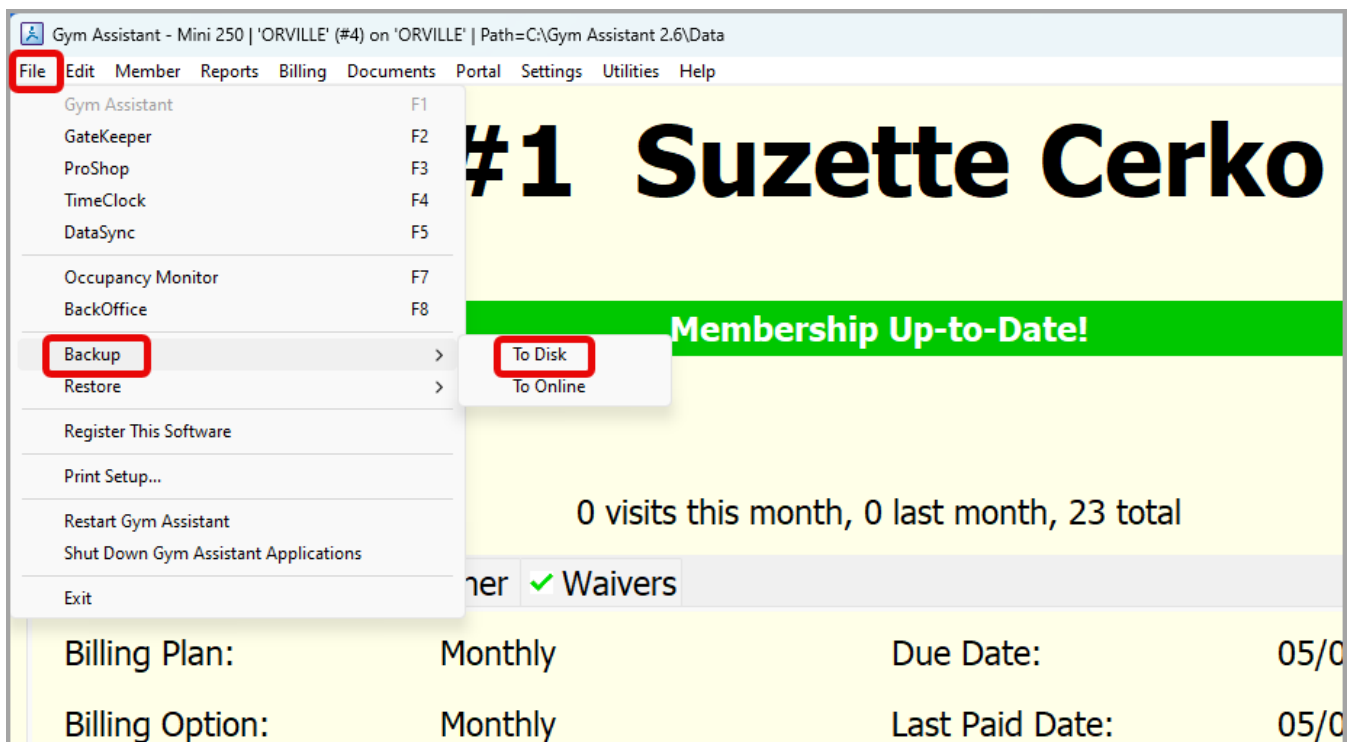 Gym Assistant - Mini 250 | 'ORVILLE' (#4) on 'ORVILLE' | Path=C:\Gym Assistant 2.6\Data
File Edit Member Reports Billing Documents Portal Settings Utilities Help
Gym Assistant F1
GateKeeper F2
ProShop F3
TimeClock F4
DataSync F5
Occupancy Monitor F7
BackOffice F8
Backup >
Restore >
Register This Software
Print Setup...
Restart Gym Assistant
Shut Down Gym Assistant Applications
Exit
To Disk
To Online
#1 Suzette Cerko
Membership Up-to-Date!
0 visits this month, 0 last month, 23 total
Waivers
Billing Plan: Monthly Due Date: 05/0
Billing Option: Monthly Last Paid Date: 05/0